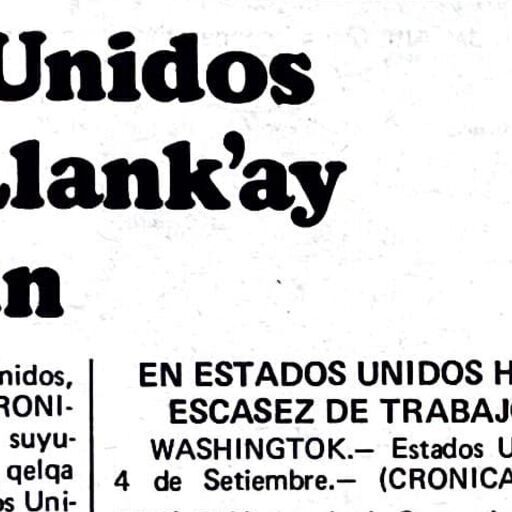 Unidos
Llank'ay
n
nidos,
RONI-
suyu-
qelqa
os Uni-
EN ESTADOS UNIDOS H
ESCASEZ DE TRABAJO
WASHINGTOK.— Estados U
4 de Setiembre.— (CRONICA